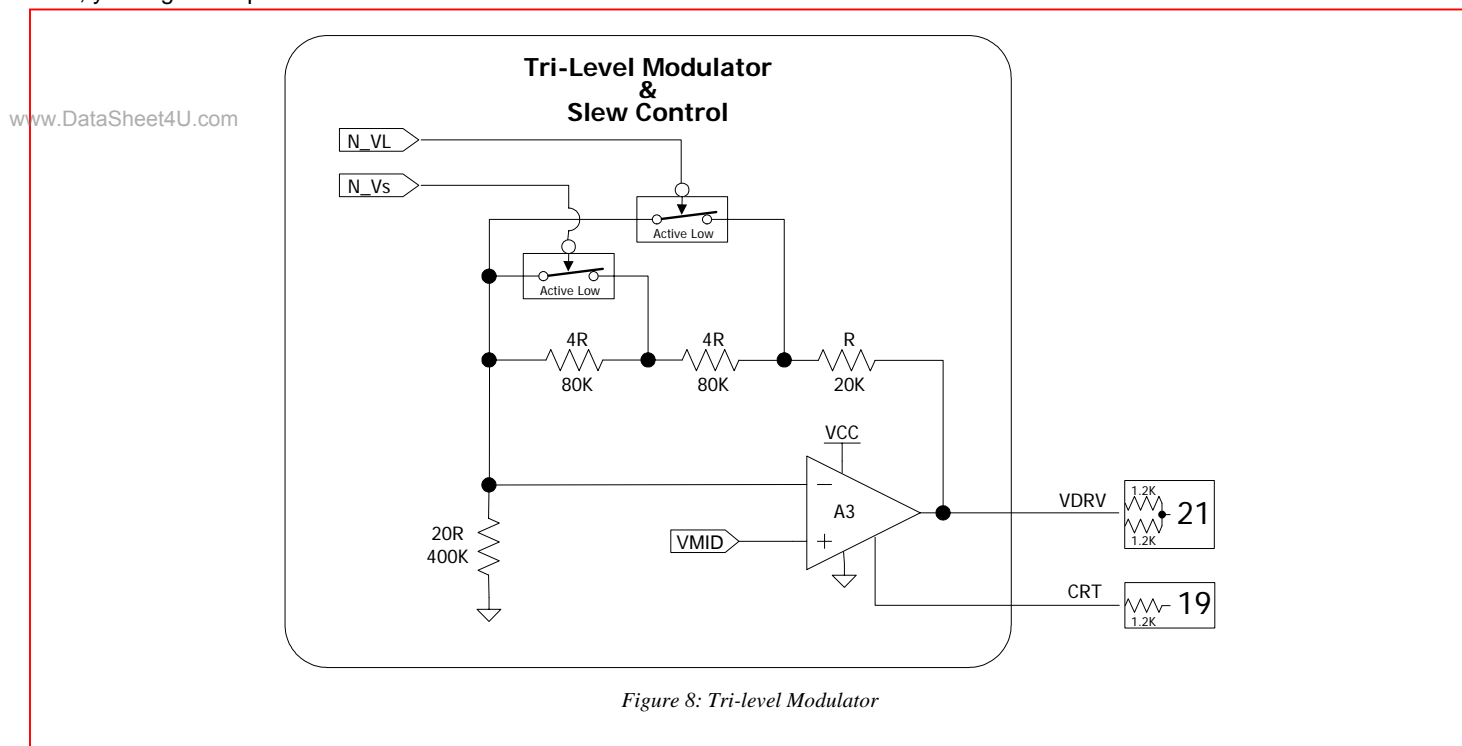 Tri-Level Modulator
&
Slew Control
www.DataSheet4U.com
N_VL
N_Vs
Active Low
Active Low
4R
80K
4R
80K
R
20K
VCC
A3
20R
400K
VMID
VDRV
1.2K
1.2K
21
CRT
1.2K
19
Figure 8: Tri-level Modulator